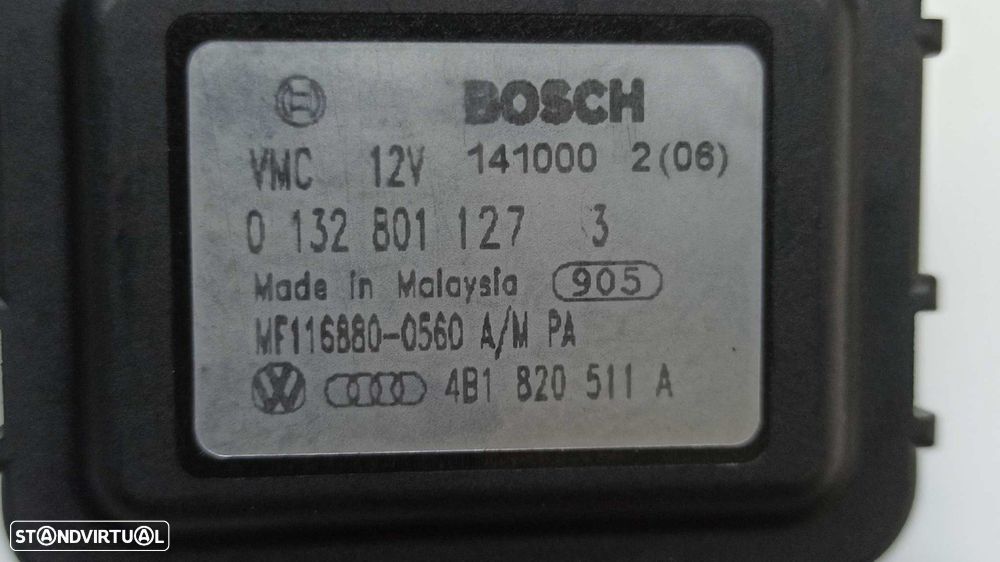 BOSCH
VMC 12V 141000 2(06)
0 132 801 127 3
Made in Malaysia 905
MF116880-0560 A/M PA
VW 4B1 820 511 A
STANDVIRTUAL